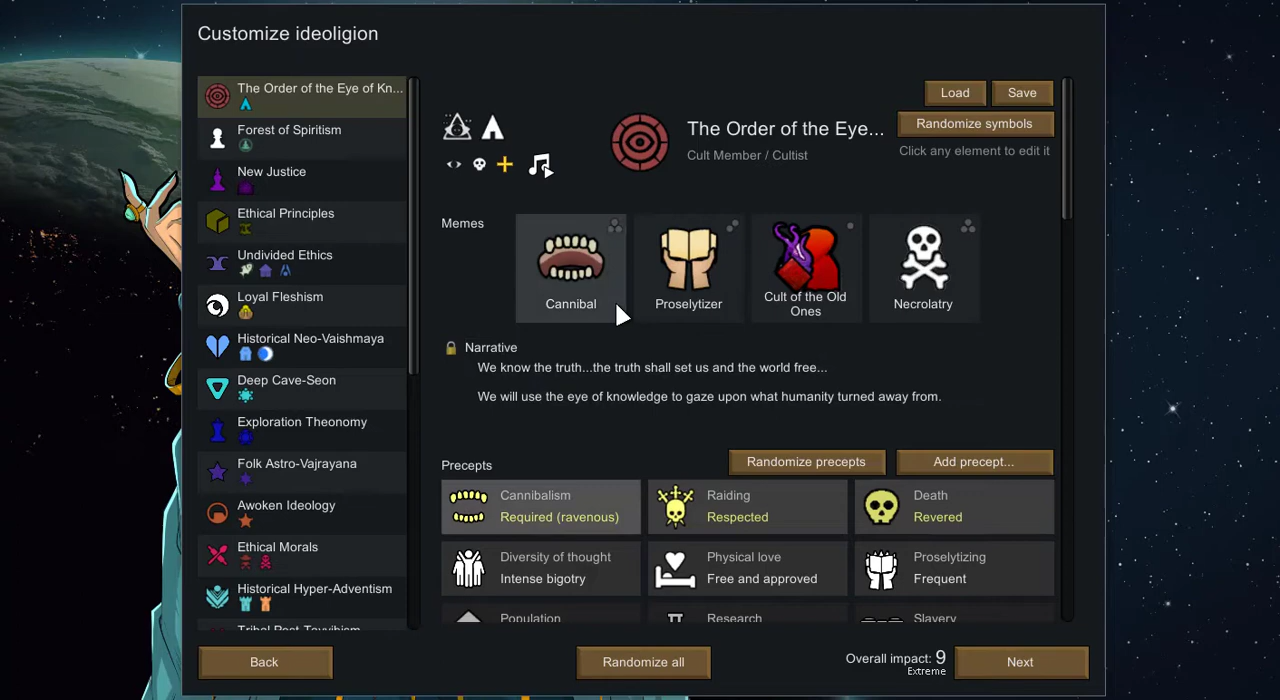 Customize ideoligion
The Order of the Eye of Kn...
Forest of Spiritism
New Justice
Ethical Principles
Undivided Ethics
Loyal Fleshism
Historical Neo-Vaishmaya
Deep Cave-Seon
Exploration Theonomy
Folk Astro-Vajrayana
Awoken Ideology
Ethical Morals
Historical Hyper-Adventism
Tribal Post-Tayyibism
Load
Save
Randomize symbols
Click any element to edit it
The Order of the Eye...
Cult Member / Cultist
Memes
Cannibal
Proselytizer
Cult of the Old
Ones
Necrolatry
Narrative
We know the truth...the truth shall set us and the world free...
We will use the eye of knowledge to gaze upon what humanity turned away from.
Precepts
Randomize precepts
Add precept...
Cannibalism
Required (ravenous)
Raiding
Respected
Death
Revered
Diversity of thought
Intense bigotry
Physical love
Free and approved
Proselytizing
Frequent
Population
Research
Slavery
Back
Randomize all
Overall impact: 9
Extreme
Next